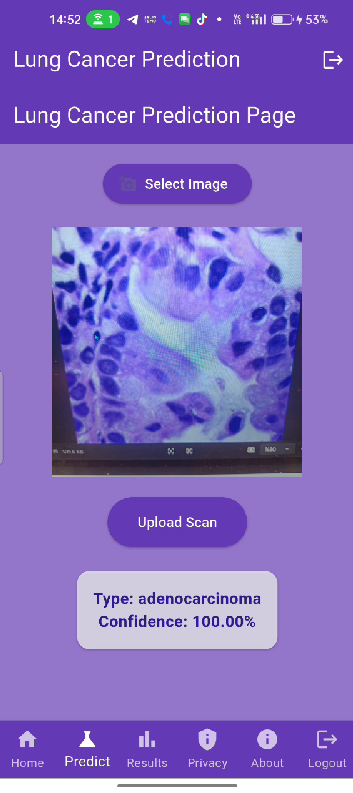 14:52 1 53%
Lung Cancer Prediction
Lung Cancer Prediction Page
Select Image
Upload Scan
Type: adenocarcinoma
Confidence: 100.00%
Home Predict Results Privacy About Logout